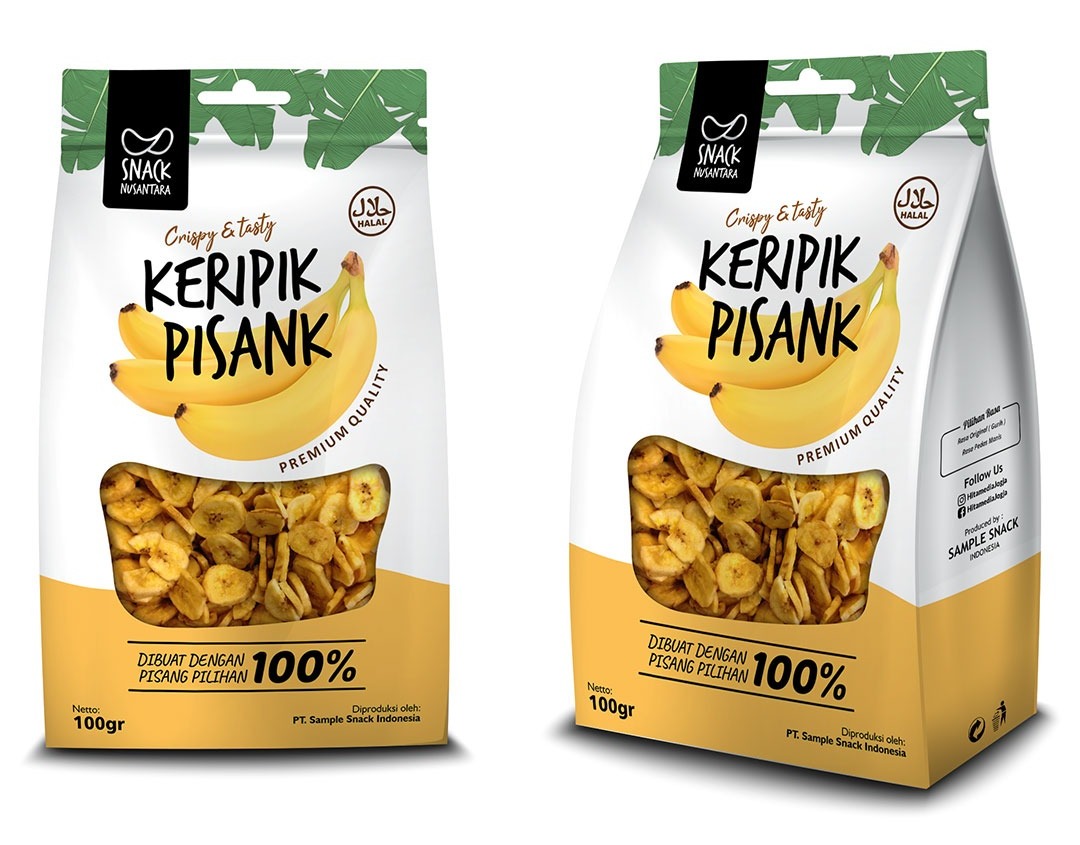 SNACK
NUSANTARA
حلال
HALAL
Crispy & tasty
KERIPIK
PISANK
PREMIUM QUALITY
DIBUAT DENGAN
PISANG PILIHAN 100%
Netto:
100gr
Diproduksi oleh:
PT. Sample Snack Indonesia
SNACK
NUSANTARA
حلال
HALAL
Crispy & tasty
KERIPIK
PISANK
PREMIUM QUALITY
DIBUAT DENGAN
PISANG PILIHAN 100%
Netto:
100gr
Diproduksi oleh:
PT. Sample Snack Indonesia
Pilihan Rasa
Rasa Original ( Gurih )
Rasa Pedas Manis
Follow Us
HitamediaJogja
HitamediaJogja
Produced by :
SAMPLE SNACK
INDONESIA